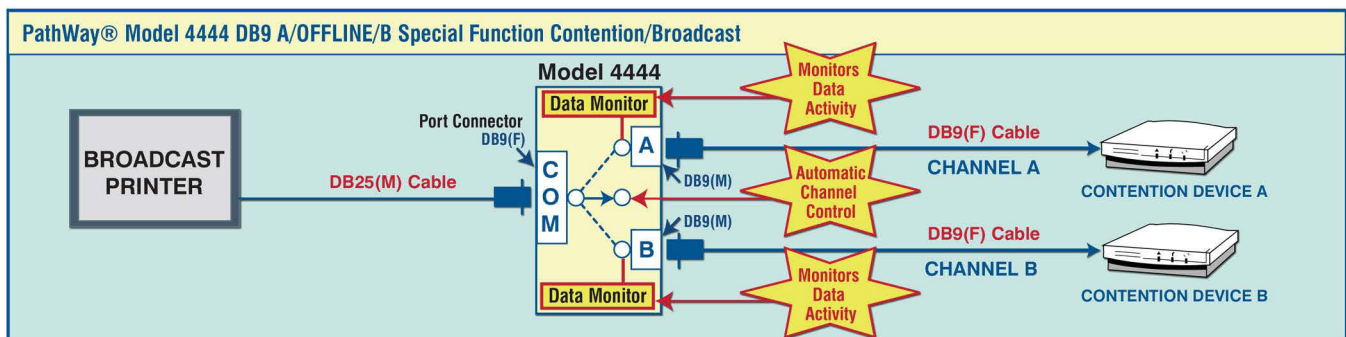 PathWay® Model 4444 DB9 A/OFFLINE/B Special Function Contention/Broadcast
Model 4444
Data Monitor
Monitors
Data
Activity
Port Connector
DB9(F)
BROADCAST
PRINTER
DB25(M) Cable
C
O
M
A
DB9(M)
DB9(F) Cable
CHANNEL A
CONTENTION DEVICE A
Automatic
Channel
Control
DB9(M)
B
DB9(F) Cable
CHANNEL B
CONTENTION DEVICE B
Data Monitor
Monitors
Data
Activity